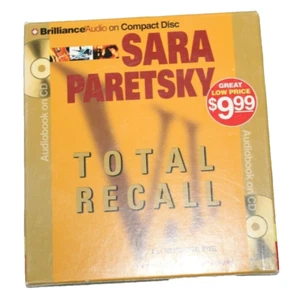 BrillianceAudio on Compact Disc
SARA
PARETSKY
GREAT
LOW PRICE
$9.99
Audiobook on CD
TOTAL
RECALL
Audiobook on CD